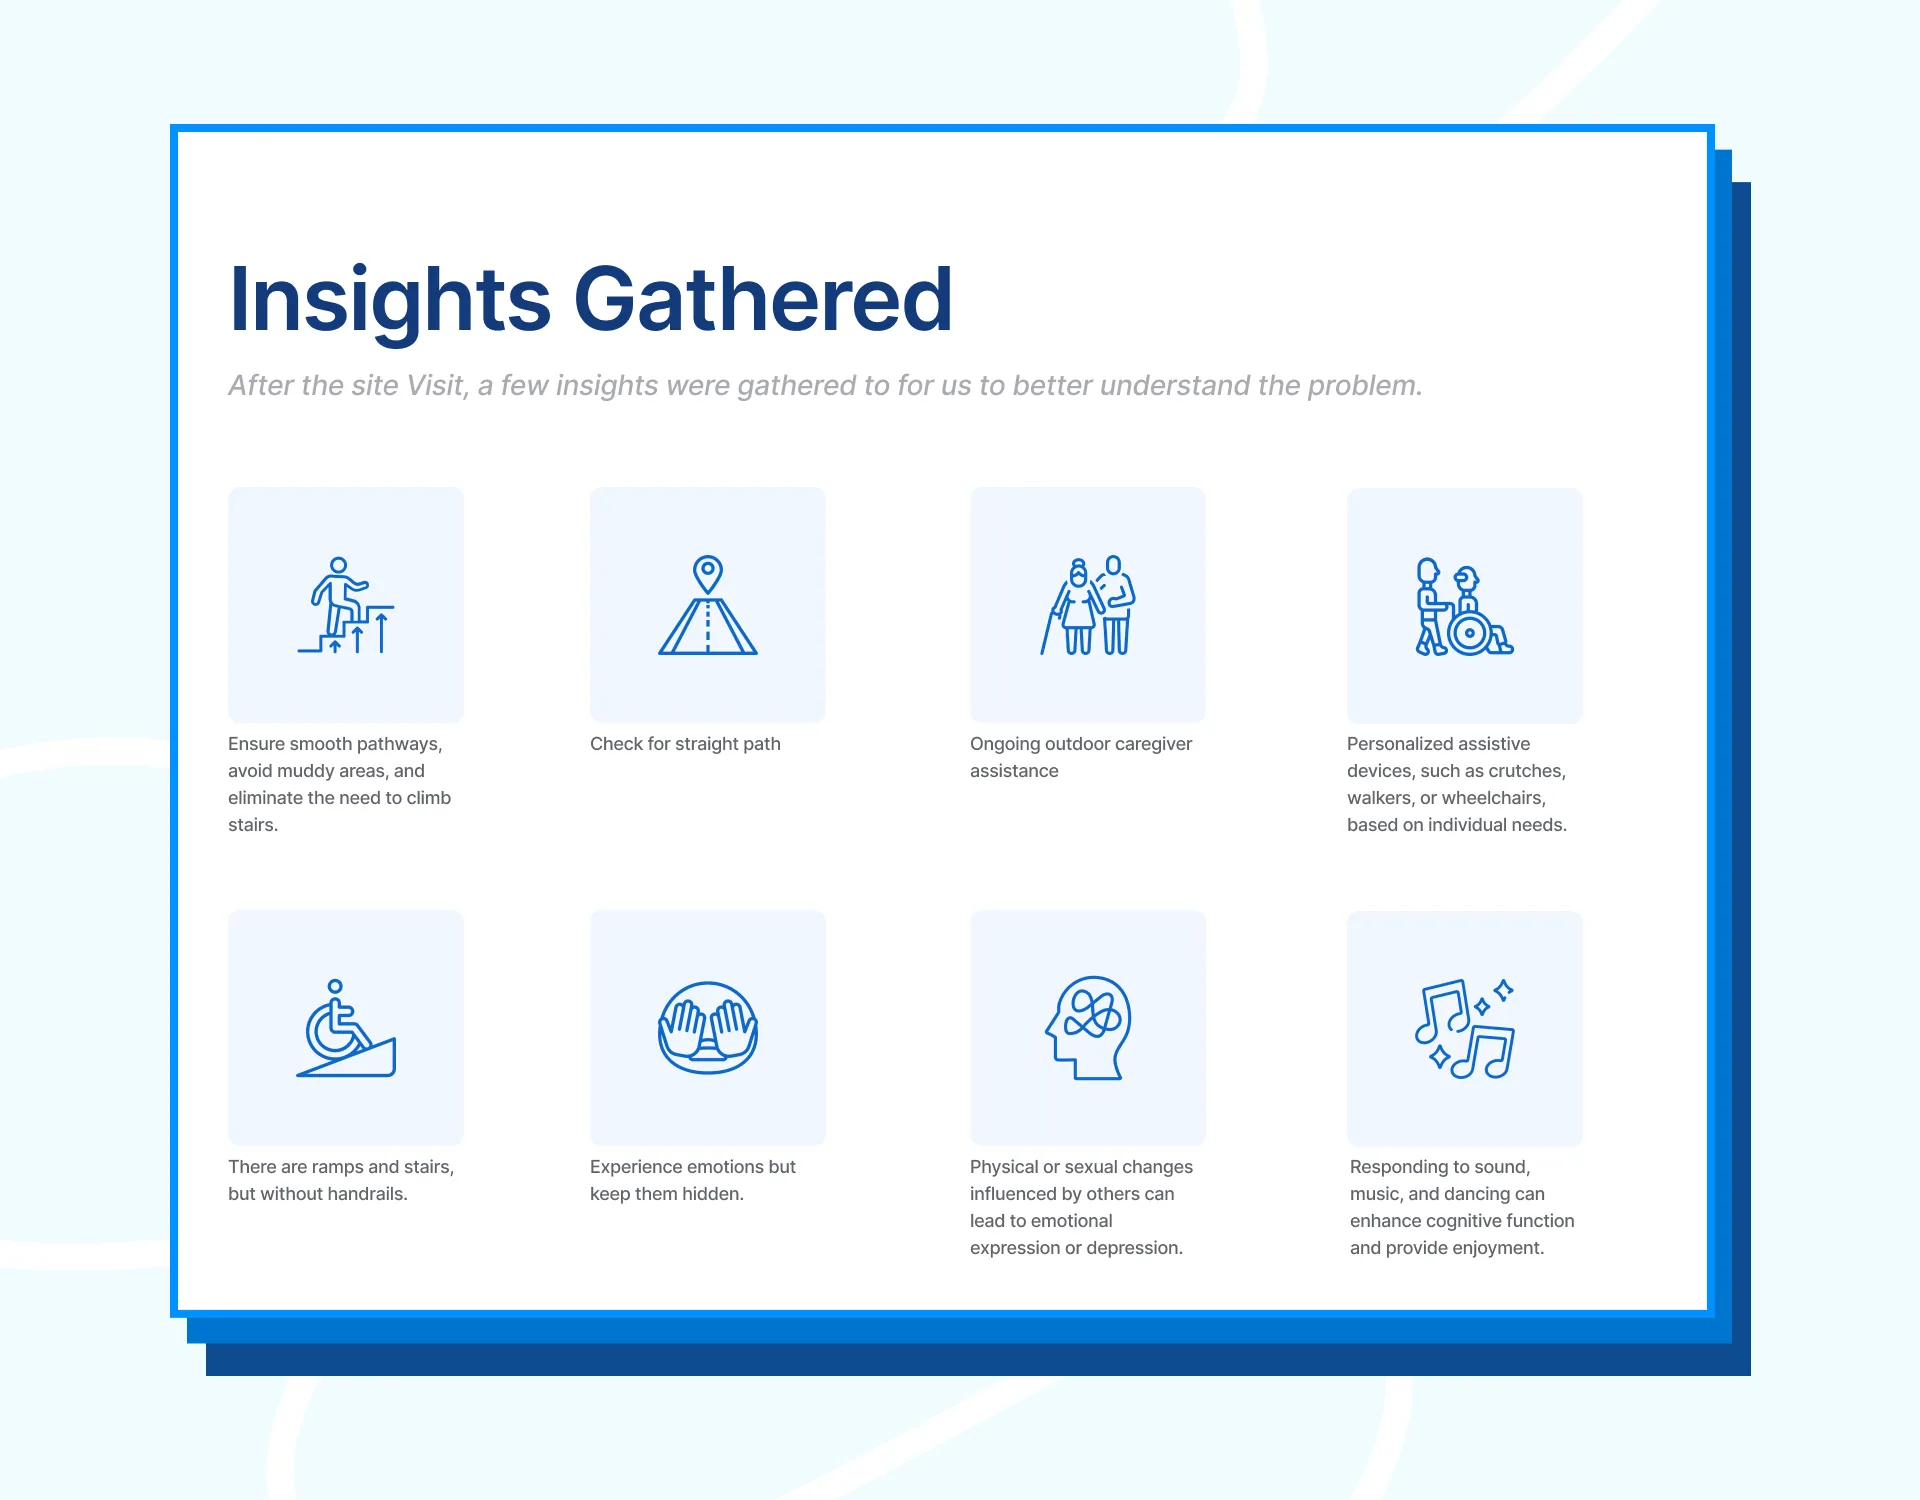 Insights Gathered
After the site Visit, a few insights were gathered to for us to better understand the problem.
Ensure smooth pathways,
avoid muddy areas, and
eliminate the need to climb
stairs.
Check for straight path
Ongoing outdoor caregiver
assistance
Personalized assistive
devices, such as crutches,
walkers, or wheelchairs,
based on individual needs.
There are ramps and stairs,
but without handrails.
Experience emotions but
keep them hidden.
Physical or sexual changes
influenced by others can
lead to emotional
expression or depression.
Responding to sound,
music, and dancing can
enhance cognitive function
and provide enjoyment.